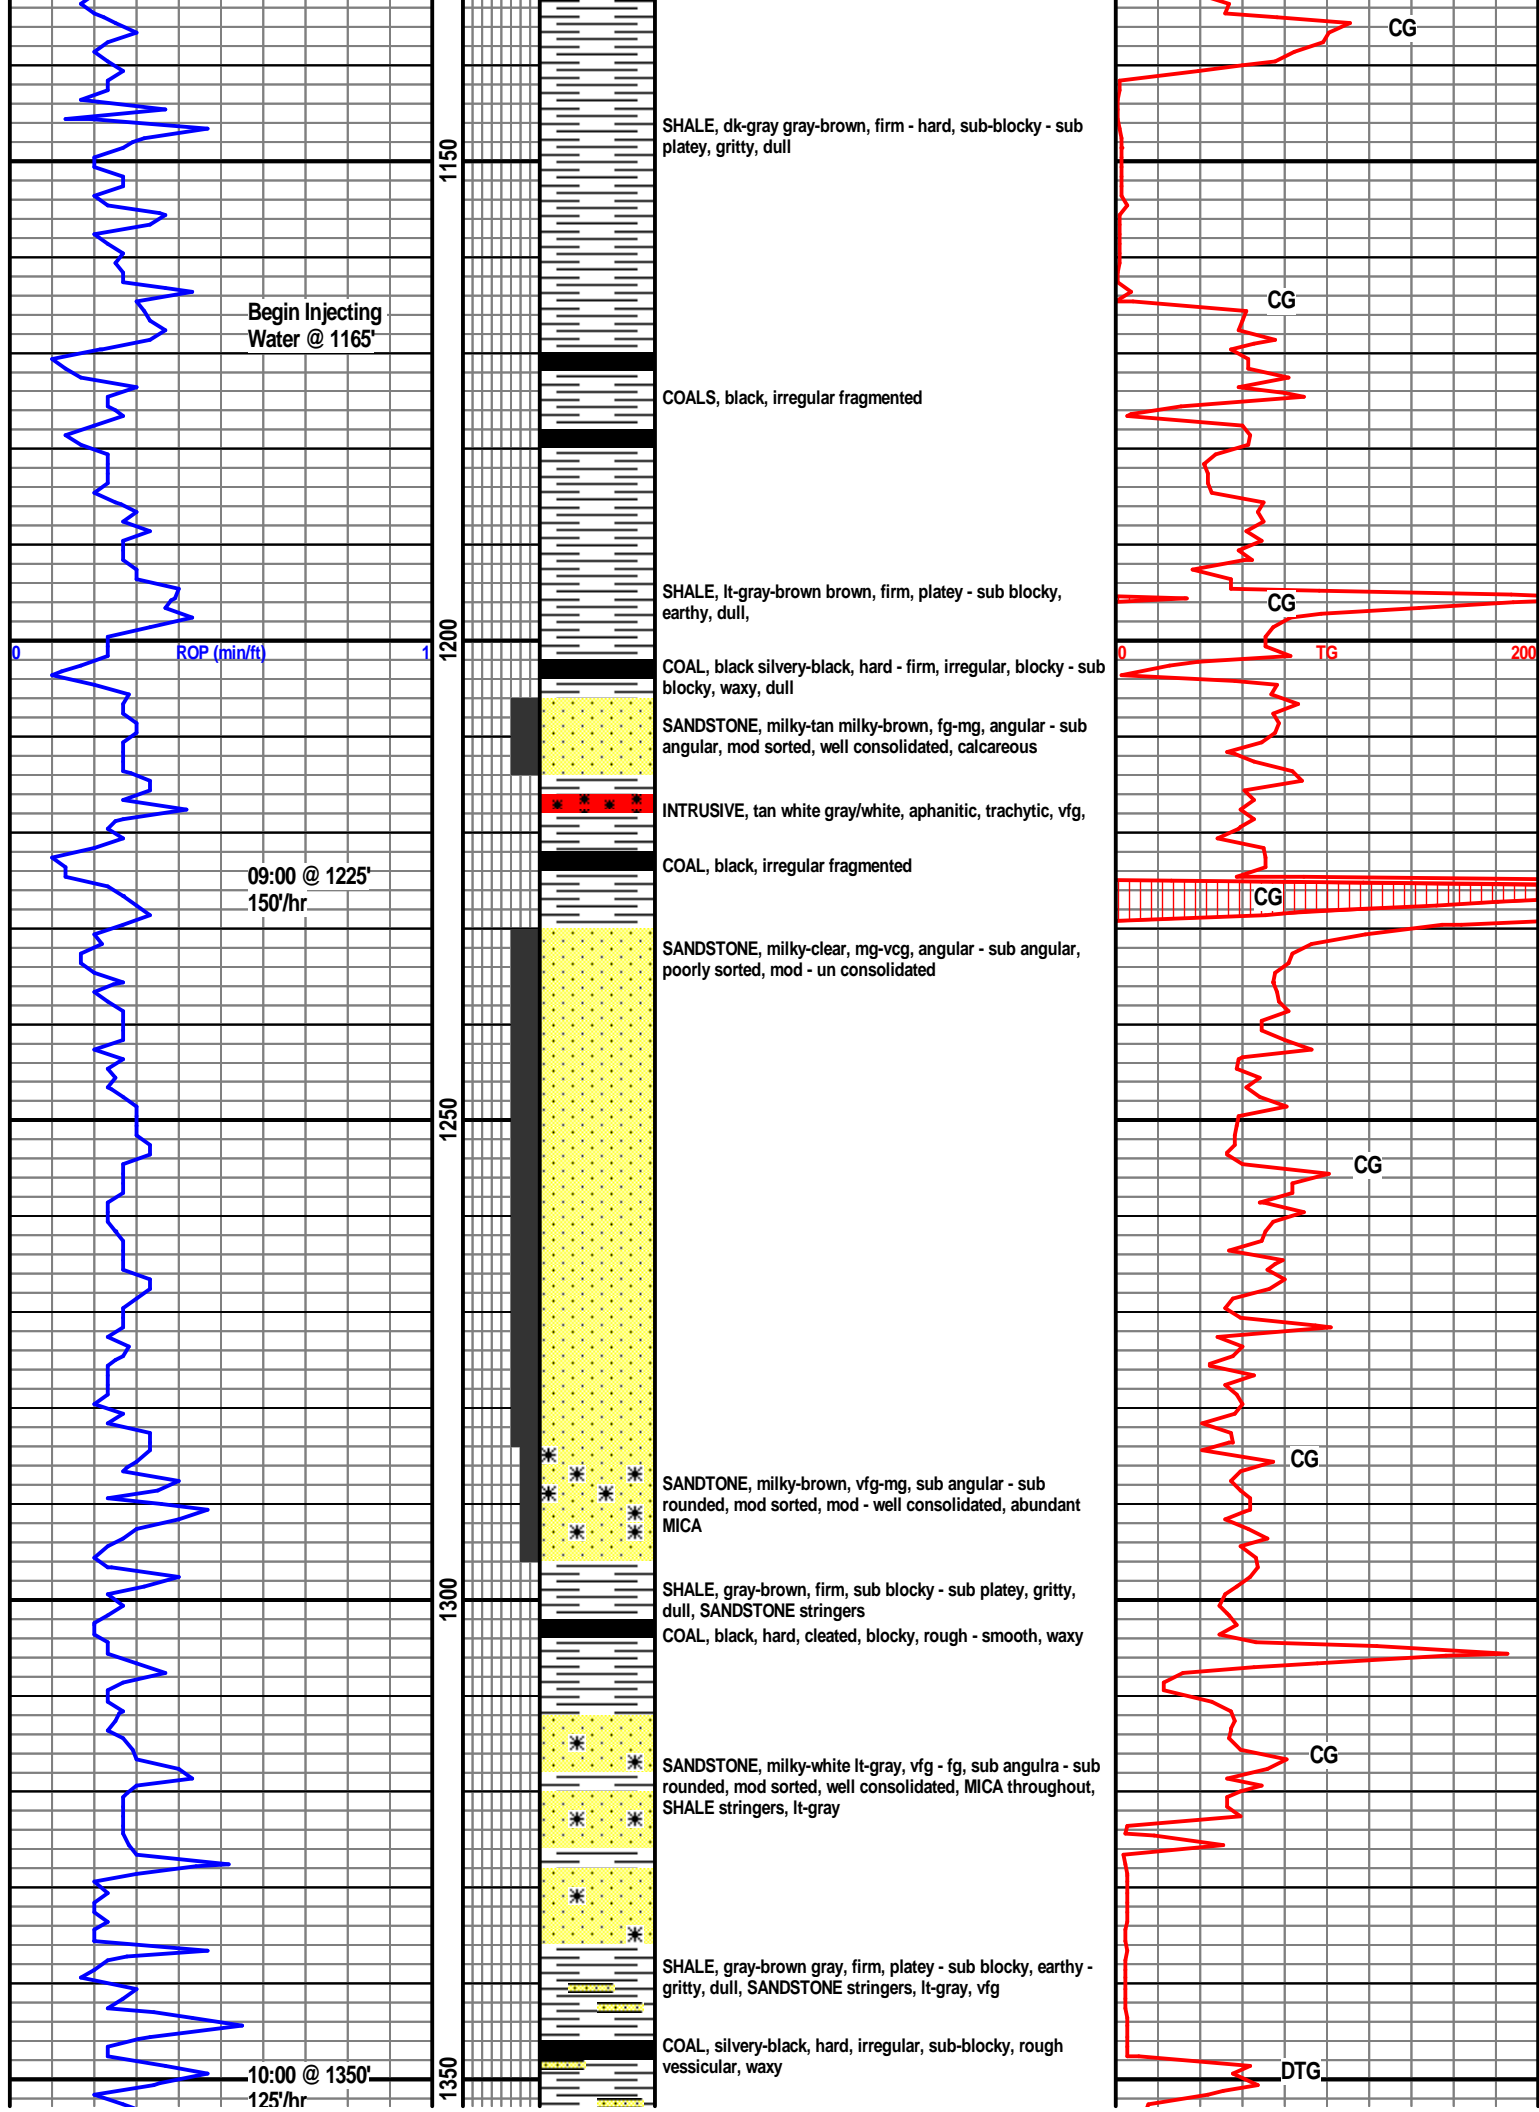 CG
SHALE, dk-gray gray-brown, firm - hard, sub-blocky - sub
platey, gritty, dull
1150
CG
Begin Injecting
Water @ 1165'
COALS, black, irregular fragmented
SHALE, lt-gray-brown brown, firm, platey - sub blocky,
earthy, dull,
CG
1200
0 ROP (min/ft) 1
0 TG 200
COAL, black silvery-black, hard - firm, irregular, blocky - sub
blocky, waxy, dull
SANDSTONE, milky-tan milky-brown, fg-mg, angular - sub
angular, mod sorted, well consolidated, calcareous
INTRUSIVE, tan white gray/white, aphanitic, trachytic, vfg,
COAL, black, irregular fragmented
09:00 @ 1225'
150'/hr
CG
SANDSTONE, milky-clear, mg-vcg, angular - sub angular,
poorly sorted, mod - un consolidated
1250
CG
CG
SANDTONE, milky-brown, vfg-mg, sub angular - sub
rounded, mod sorted, mod - well consolidated, abundant
MICA
1300
SHALE, gray-brown, firm, sub blocky - sub platey, gritty,
dull, SANDSTONE stringers
COAL, black, hard, cleated, blocky, rough - smooth, waxy
CG
SANDSTONE, milky-white lt-gray, vfg - fg, sub angulra - sub
rounded, mod sorted, well consolidated, MICA throughout,
SHALE stringers, lt-gray
SHALE, gray-brown gray, firm, platey - sub blocky, earthy -
gritty, dull, SANDSTONE stringers, lt-gray, vfg
COAL, silvery-black, hard, irregular, sub-blocky, rough
vessicular, waxy
10:00 @ 1350'
125'/hr
1350
DTG